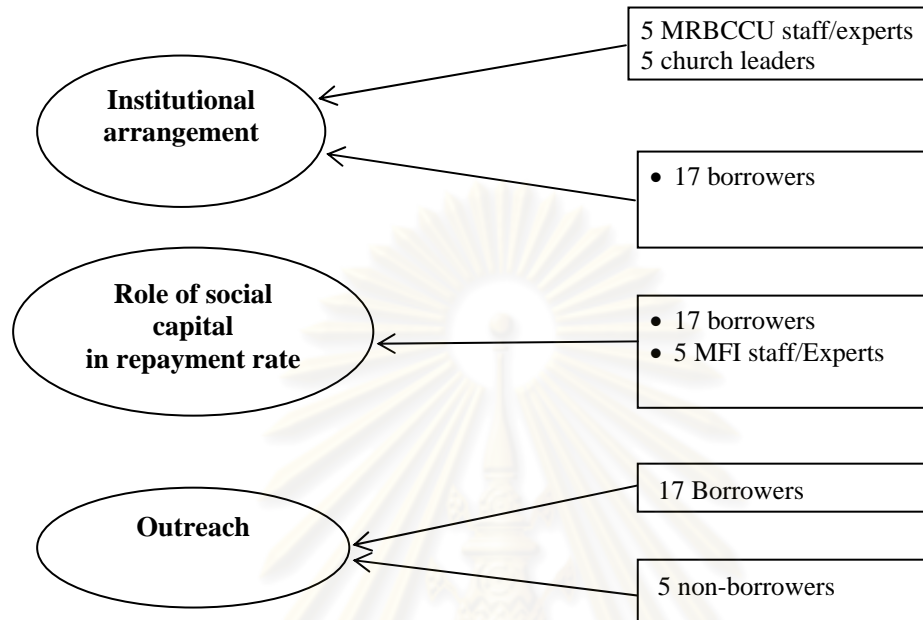 5 MRBCCU staff/experts
5 church leaders
Institutional
arrangement
• 17 borrowers
Role of social
capital
in repayment rate
• 17 borrowers
• 5 MFI staff/Experts
17 Borrowers
Outreach
5 non-borrowers